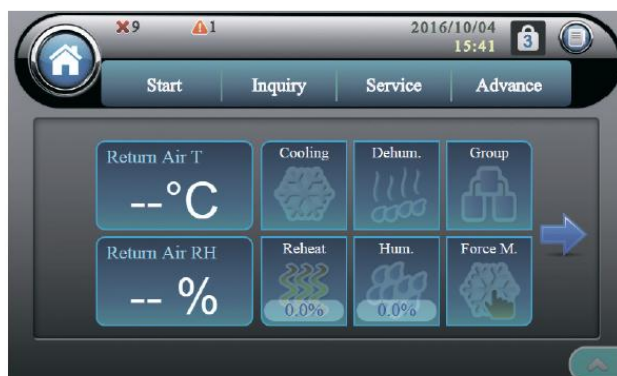 9
1
2016/10/04
15:41
3
Start
Inquiry
Service
Advance
Return Air T
--°C
Cooling
Dehum.
Group
Return Air RH
-- %
Reheat
0.0%
Hum.
0.0%
Force M.